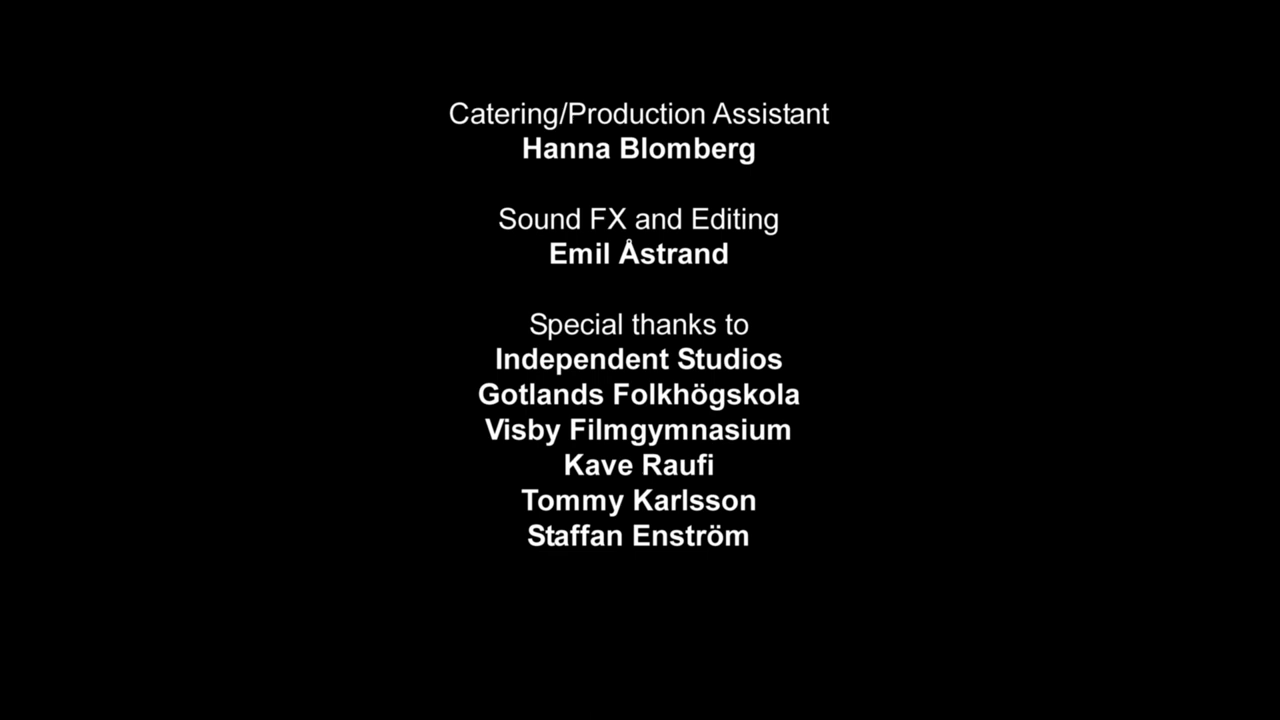 Catering/Production Assistant
Hanna Blomberg
Sound FX and Editing
Emil Åstrand
Special thanks to
Independent Studios
Gotlands Folkhögskola
Visby Filmgymnasium
Kave Raufi
Tommy Karlsson
Staffan Enström